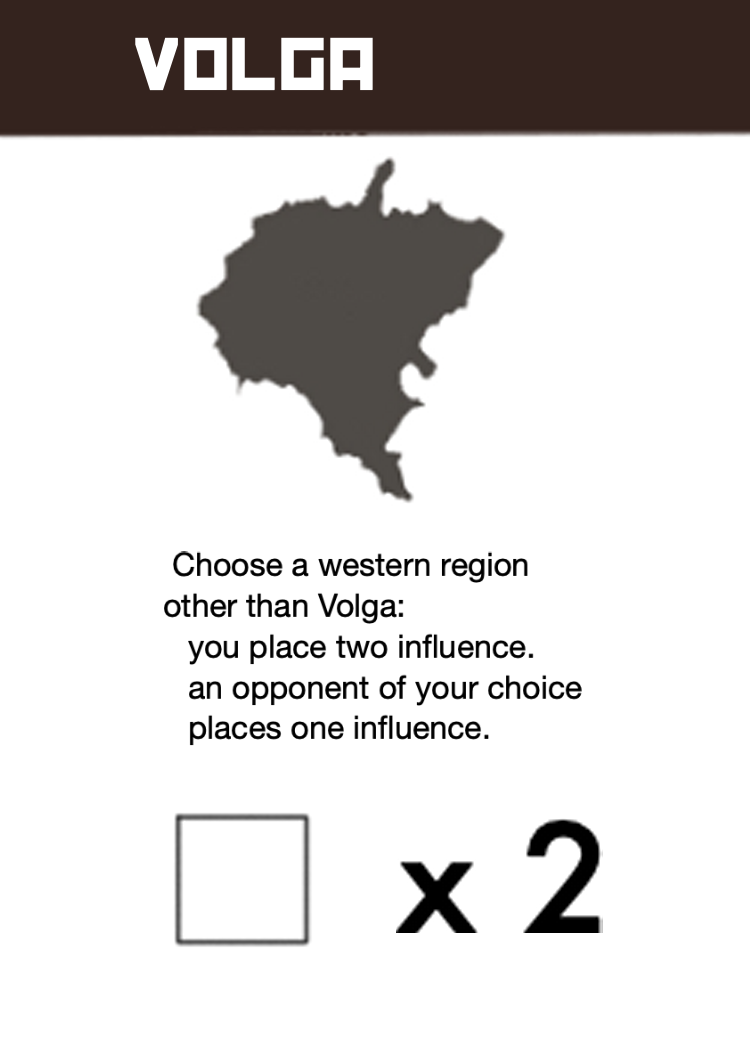 VOLGA
Choose a western region
other than Volga:
you place two influence.
an opponent of your choice
places one influence.
x 2